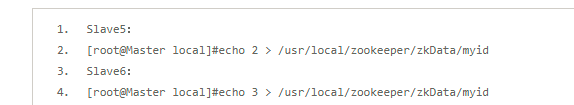 1. Slave5:
2. [root@Master local]#echo 2 > /usr/local/zookeeper/zkData/myid
3. Slave6:
4. [root@Master local]#echo 3 > /usr/local/zookeeper/zkData/myid